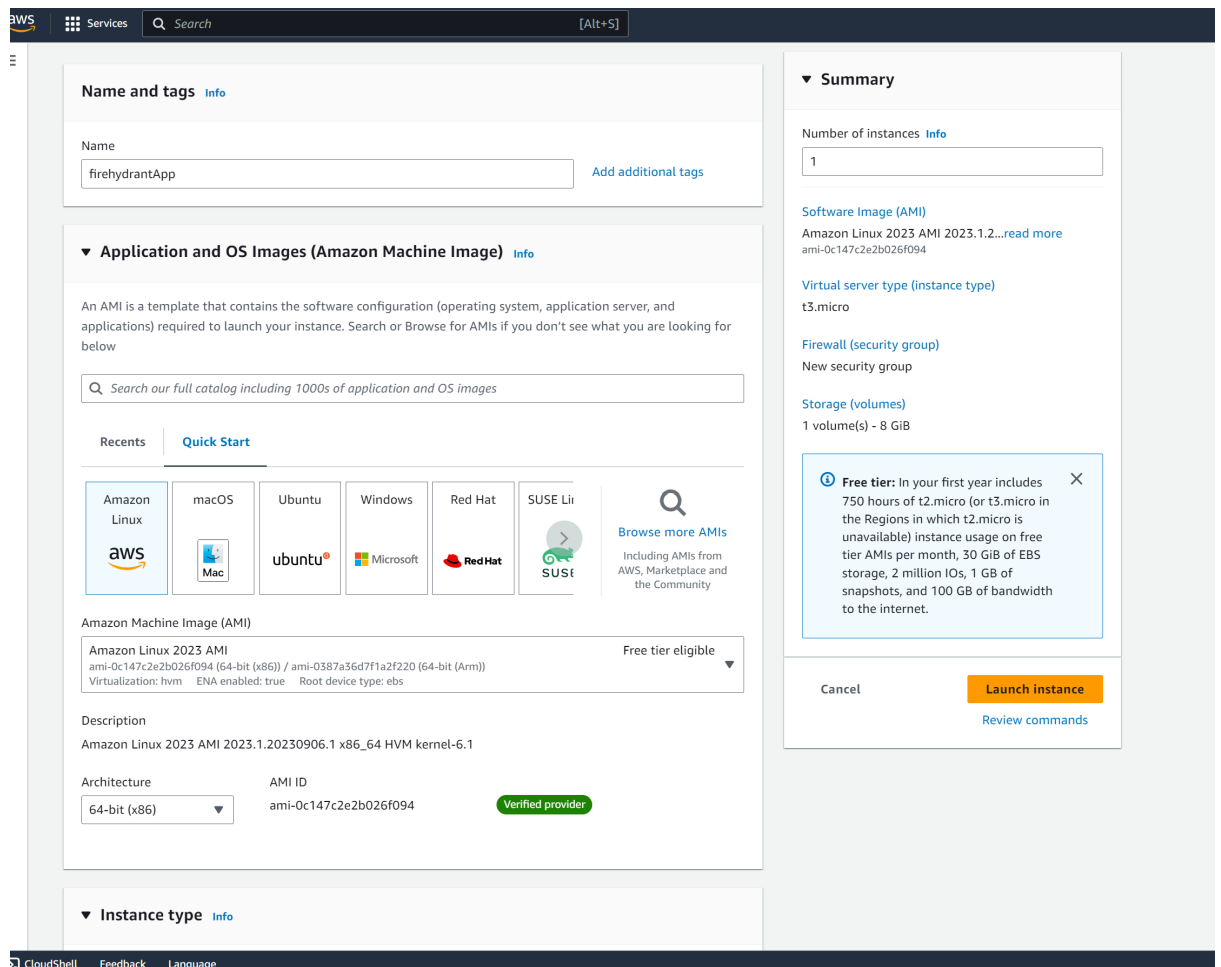 aws
Services
Search
[Alt+S]
Name and tags Info
Name
firehydrantApp
Add additional tags
Application and OS Images (Amazon Machine Image) Info
An AMI is a template that contains the software configuration (operating system, application server, and
applications) required to launch your instance. Search or Browse for AMIs if you don't see what you are looking for
below
Search our full catalog including 1000s of application and OS images
Recents
Quick Start
Amazon
Linux
aws
macOS
Mac
Ubuntu
ubuntu
Windows
Microsoft
Red Hat
Red Hat
SUSE Lin
SUSE
Browse more AMIs
Including AMIs from
AWS, Marketplace and
the Community
Amazon Machine Image (AMI)
Amazon Linux 2023 AMI
Free tier eligible
ami-0c147c2e2b026f094 (64-bit (x86)) / ami-0387a36d7f1a2f220 (64-bit (Arm))
Virtualization: hvm ENA enabled: true Root device type: ebs
Description
Amazon Linux 2023 AMI 2023.1.20230906.1 x86_64 HVM kernel-6.1
Architecture
64-bit (x86)
AMI ID
ami-0c147c2e2b026f094
Verified provider
Instance type Info
Summary
Number of instances Info
1
Software Image (AMI)
Amazon Linux 2023 AMI 2023.1.2...read more
ami-0c147c2e2b026f094
Virtual server type (instance type)
t3.micro
Firewall (security group)
New security group
Storage (volumes)
1 volume(s) - 8 GiB
Free tier: In your first year includes
750 hours of t2.micro (or t3.micro in
the Regions in which t2.micro is
unavailable) instance usage on free
tier AMIs per month, 30 GiB of EBS
storage, 2 million IOs, 1 GB of
snapshots, and 100 GB of bandwidth
to the internet.
Cancel
Launch instance
Review commands
CloudShell
Feedback
Language